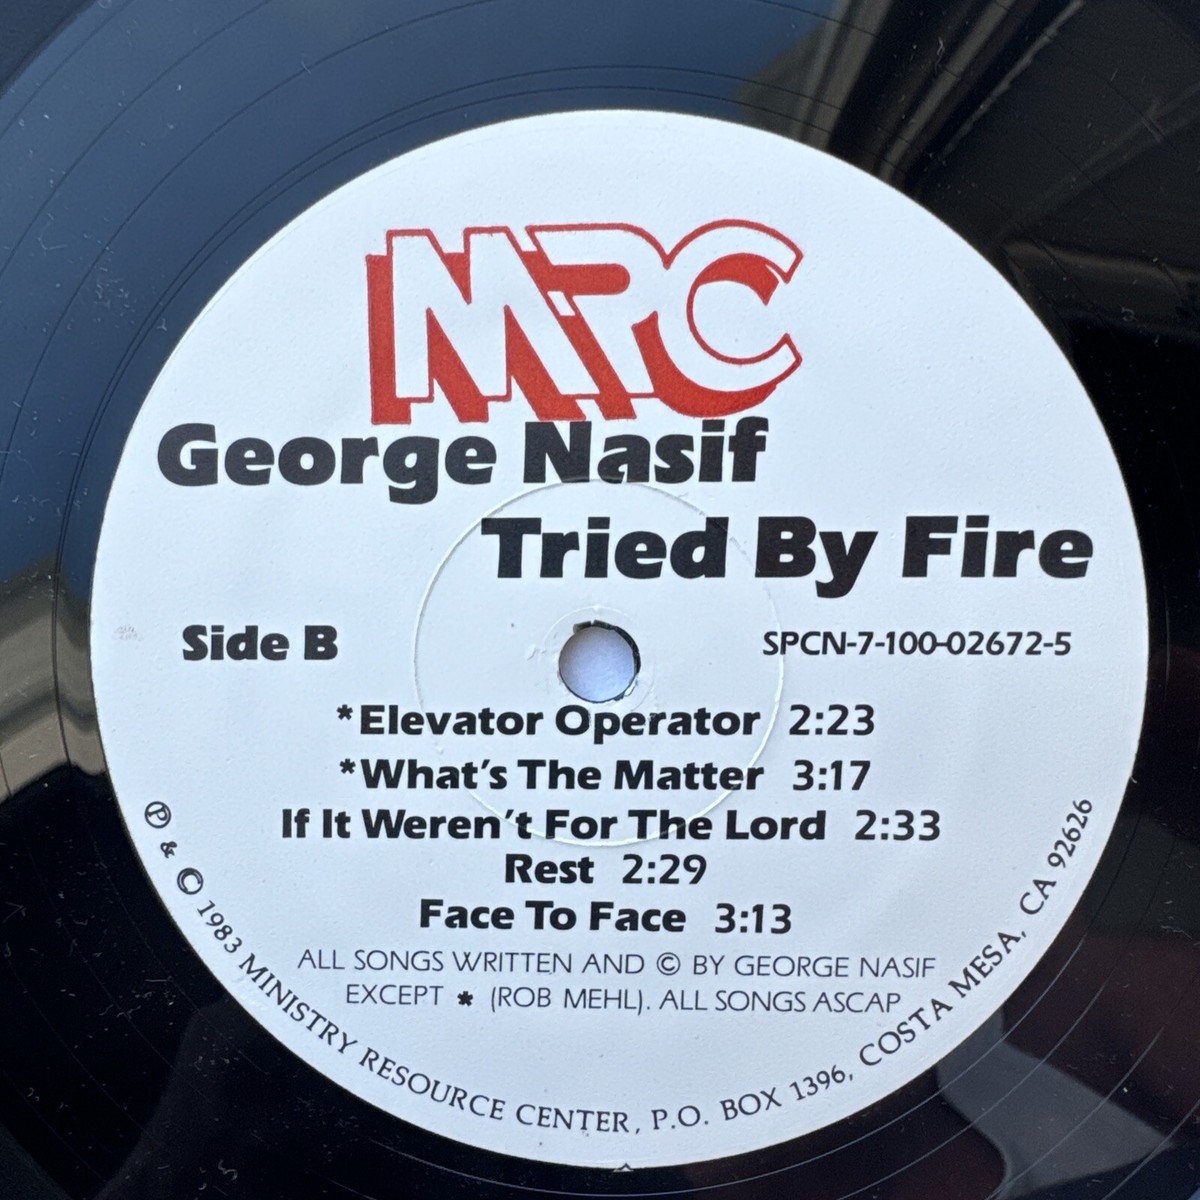 MRC
George Nasif
Tried By Fire
Side B
SPCN-7-100-02672-5
*Elevator Operator 2:23
*What's The Matter 3:17
If It Weren't For The Lord 2:33
Rest 2:29
Face To Face 3:13
ALL SONGS WRITTEN AND © BY GEORGE NASIF
EXCEPT * (ROB MEHL). ALL SONGS ASCAP
℗ & © 1983 MINISTRY RESOURCE CENTER, P.O. BOX 1396, COSTA MESA, CA 92626